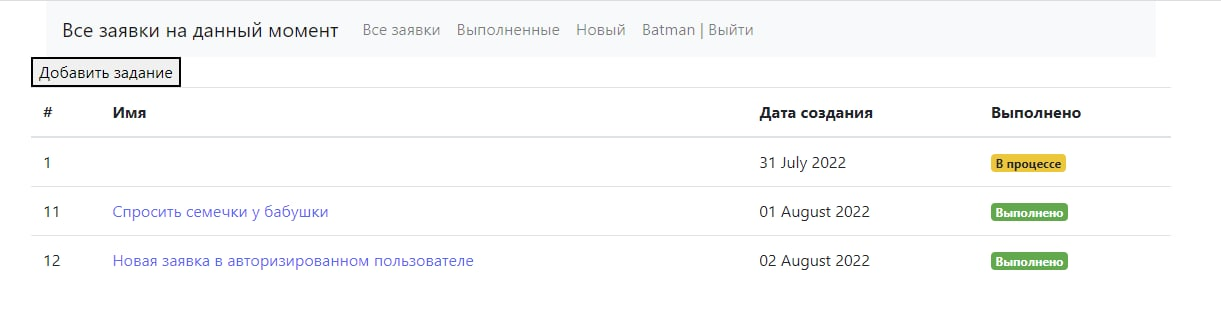 Все заявки на данный момент Все заявки Выполненные Новый Batman | Выйти
Добавить задание
# Имя Дата создания Выполнено
1 31 July 2022 В процессе
11 Спросить семечки у бабушки 01 August 2022 Выполнено
12 Новая заявка в авторизированном пользователе 02 August 2022 Выполнено